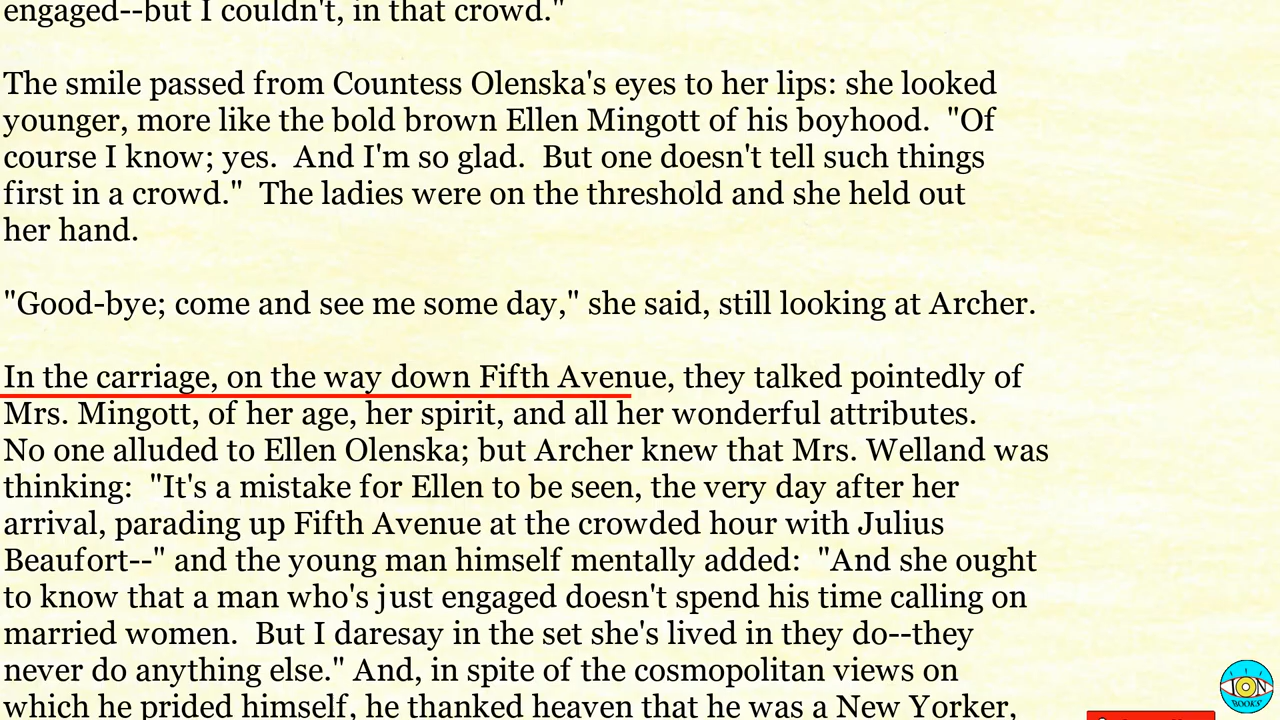 engaged--but I couldn't, in that crowd."
The smile passed from Countess Olenska's eyes to her lips: she looked
younger, more like the bold brown Ellen Mingott of his boyhood.  "Of
course I know; yes.  And I'm so glad.  But one doesn't tell such things
first in a crowd."  The ladies were on the threshold and she held out
her hand.
"Good-bye; come and see me some day," she said, still looking at Archer.
In the carriage, on the way down Fifth Avenue, they talked pointedly of
Mrs. Mingott, of her age, her spirit, and all her wonderful attributes.
No one alluded to Ellen Olenska; but Archer knew that Mrs. Welland was
thinking:  "It's a mistake for Ellen to be seen, the very day after her
arrival, parading up Fifth Avenue at the crowded hour with Julius
Beaufort--" and the young man himself mentally added:  "And she ought
to know that a man who's just engaged doesn't spend his time calling on
married women.  But I daresay in the set she's lived in they do--they
never do anything else." And, in spite of the cosmopolitan views on
which he prided himself, he thanked heaven that he was a New Yorker,
ION
BOOKS